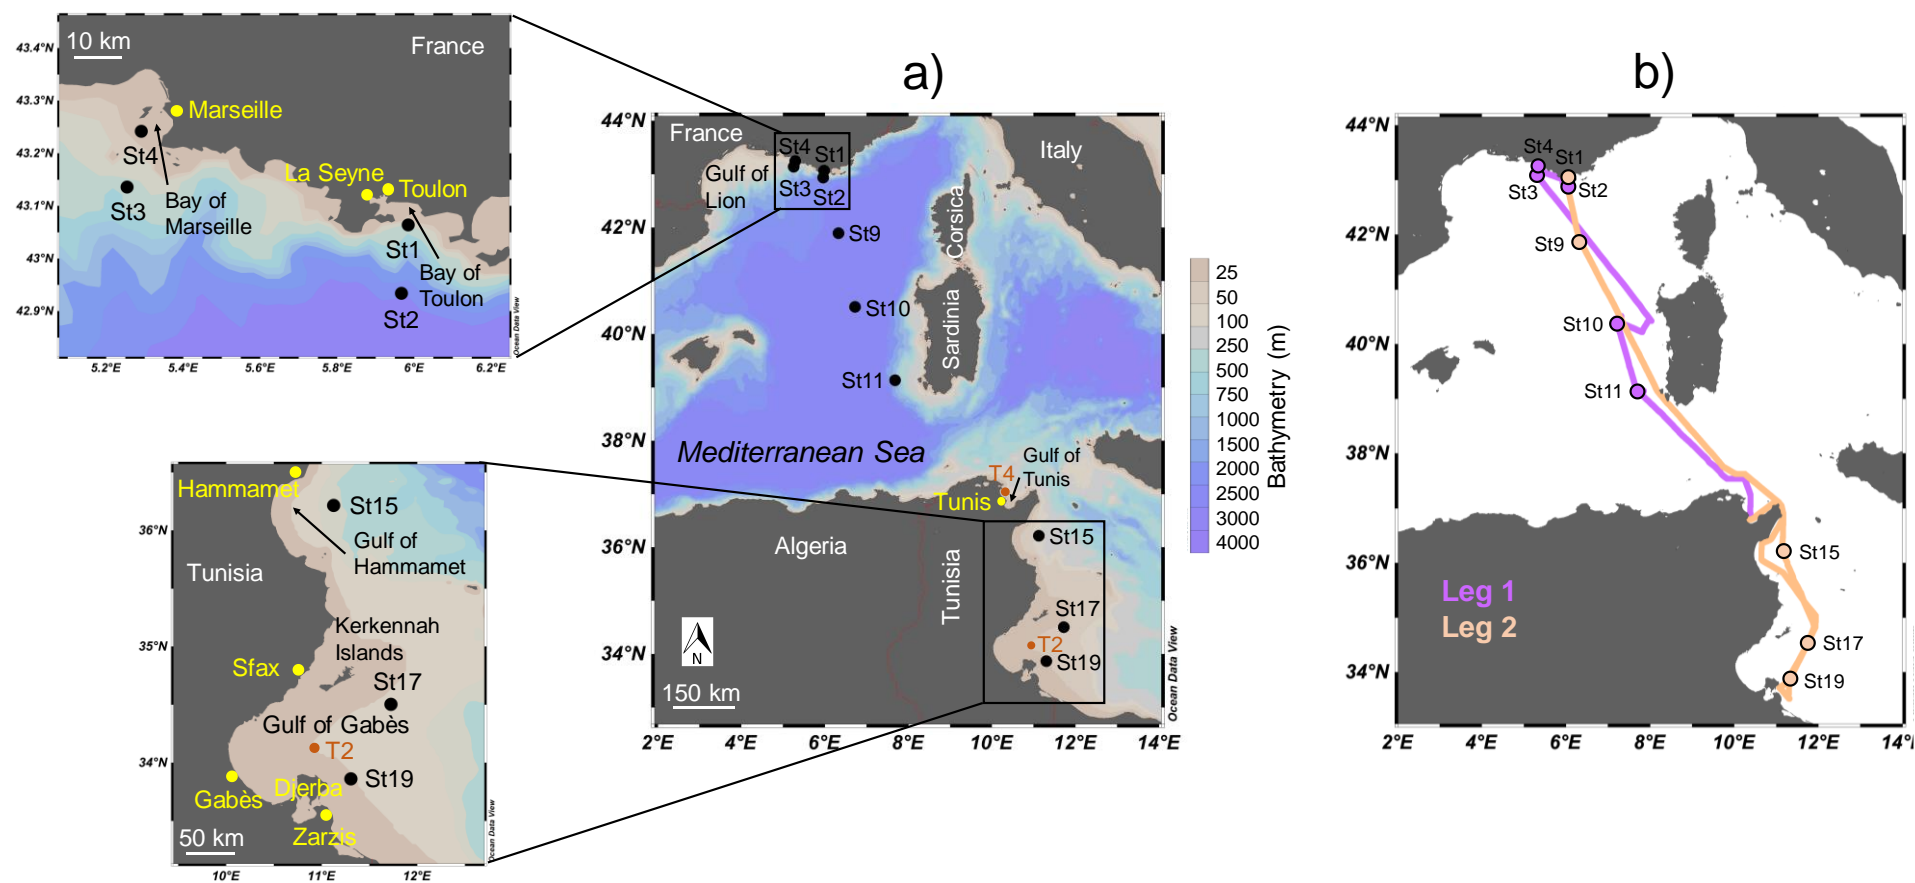 a)
b)
10 km
France
43.4°N
43.3°N
43.2°N
43.1°N
43°N
42.9°N
Marseille
St4
La Seyne
Toulon
St3
Bay of
Marseille
St1
Bay of
Toulon
St2
Ocean Data View
5.2°E
5.4°E
5.6°E
5.8°E
6°E
6.2°E
44°N
42°N
40°N
38°N
36°N
34°N
France
Italy
St4
St1
Gulf of
Lion
St3
St2
St9
Corsica
St10
Sardinia
St11
Mediterranean Sea
T4
Gulf of
Tunis
Tunis
Algeria
Tunisia
St15
St17
T2
St19
N
150 km
Ocean Data View
2°E
4°E
6°E
8°E
10°E
12°E
14°E
25
50
100
250
500
750
1000
1500
2000
2500
3000
4000
Bathymetry (m)
Hammamet
St15
36°N
Gulf of
Hammamet
Tunisia
Kerkennah
Islands
35°N
Sfax
St17
Gulf of Gabès
T2
34°N
St19
Djerba
Gabès
Zarzis
50 km
Ocean Data View
10°E
11°E
12°E
44°N
42°N
40°N
38°N
36°N
34°N
St4
St1
St3
St2
St9
St10
St11
St15
Leg 1
Leg 2
St17
St19
2°E
4°E
6°E
8°E
10°E
12°E